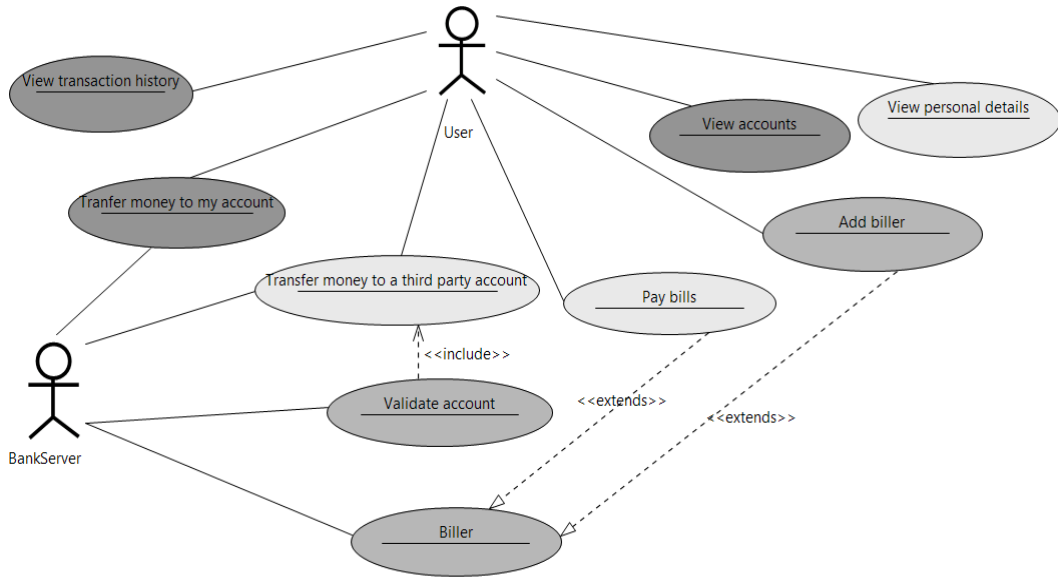 View transaction history
User
View accounts
View personal details
Tranfer money to my account
Add biller
Transfer money to a third party account
Pay bills
<<include>>
Validate account
<<extends>>
<<extends>>
BankServer
Biller